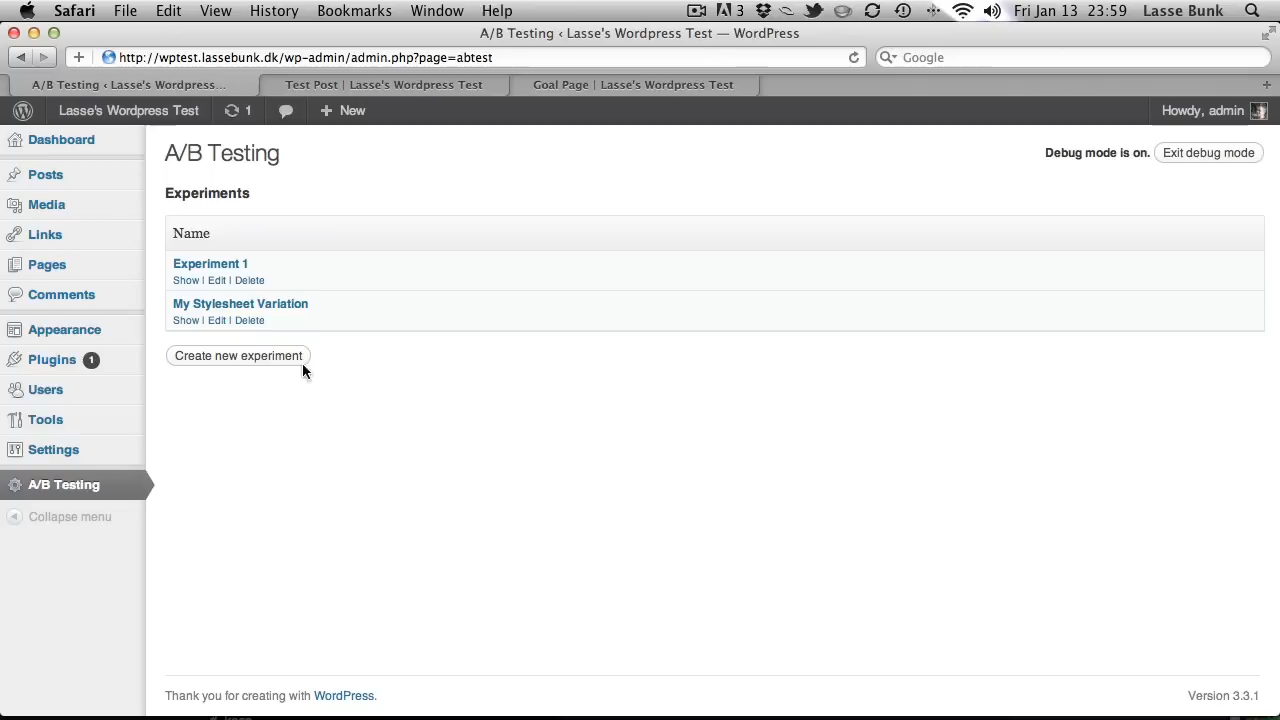 Safari File Edit View History Bookmarks Window Help 3 Fri Jan 13 23:59 Lasse Bunk
A/B Testing ‹ Lasse's Wordpress Test — WordPress
http://wptest.lassebunk.dk/wp-admin/admin.php?page=abtest Google
A/B Testing ‹ Lasse's Wordpress... Test Post | Lasse's Wordpress Test Goal Page | Lasse's Wordpress Test
Lasse's Wordpress Test 1 + New Howdy, admin
Dashboard
Posts
Media
Links
Pages
Comments
Appearance
Plugins 1
Users
Tools
Settings
A/B Testing
Collapse menu
A/B Testing
Debug mode is on. Exit debug mode
Experiments
Name
Experiment 1
Show | Edit | Delete
My Stylesheet Variation
Show | Edit | Delete
Create new experiment
Thank you for creating with WordPress. Version 3.3.1